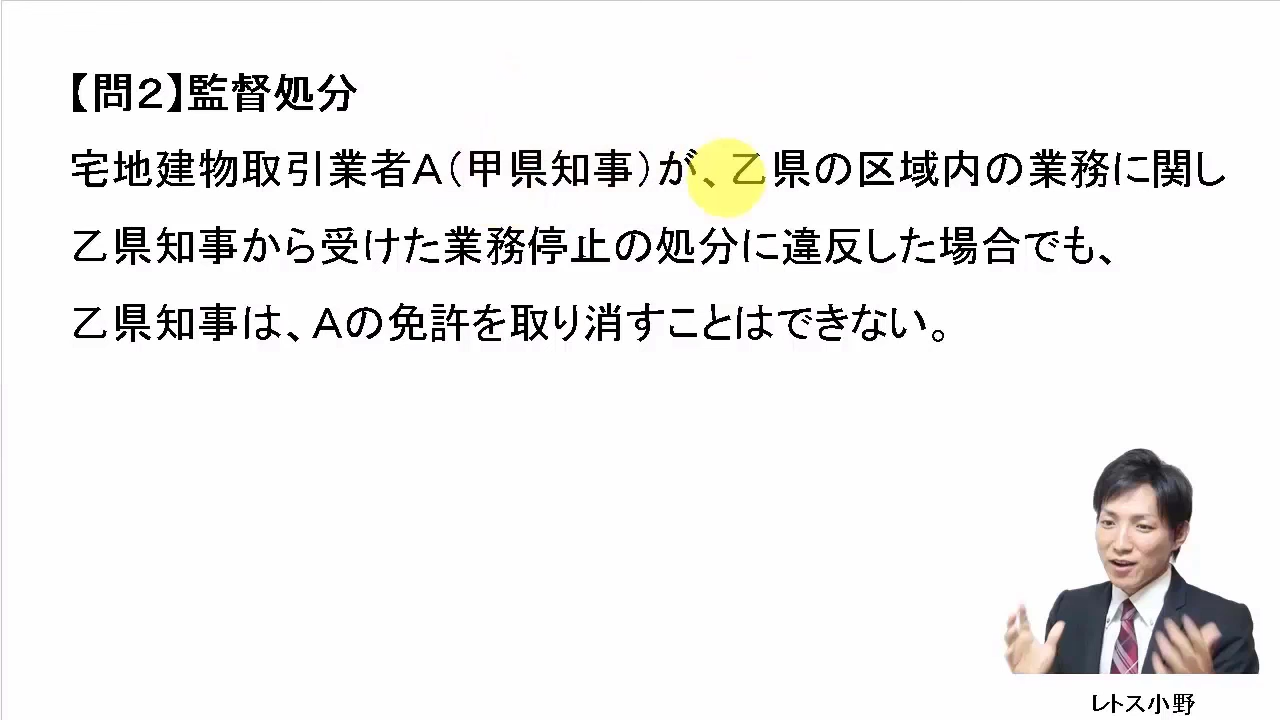 【問２】監督処分
宅地建物取引業者Ａ（甲県知事）が、乙県の区域内の業務に関し
乙県知事から受けた業務停止の処分に違反した場合でも、
乙県知事は、Ａの免許を取り消すことはできない。
レトス小野